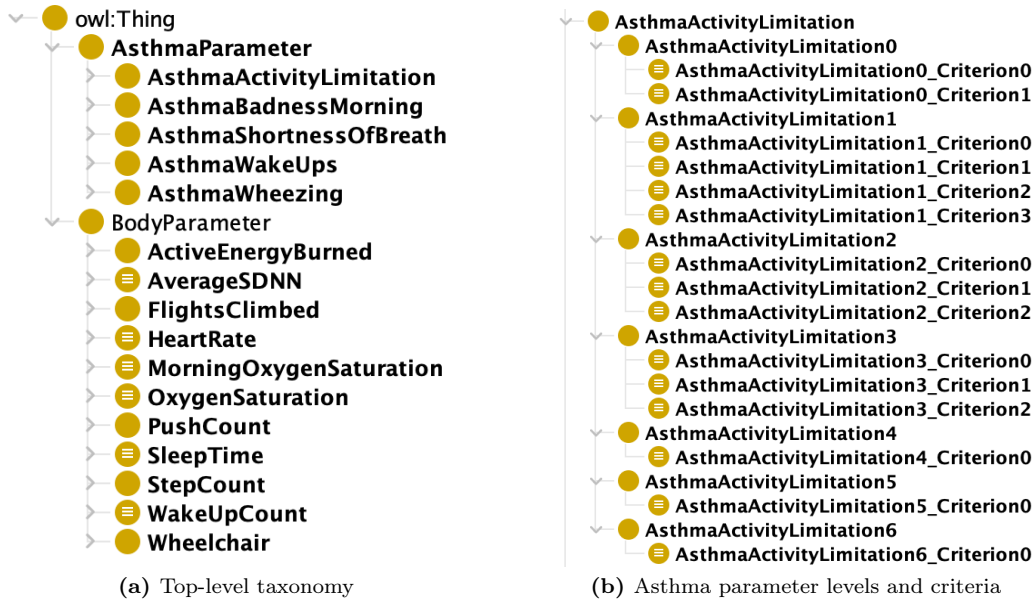 owl:Thing
AsthmaParameter
AsthmaActivityLimitation
AsthmaBadnessMorning
AsthmaShortnessOfBreath
AsthmaWakeUps
AsthmaWheezing
BodyParameter
ActiveEnergyBurned
AverageSDNN
FlightsClimbed
HeartRate
MorningOxygenSaturation
OxygenSaturation
PushCount
SleepTime
StepCount
WakeUpCount
Wheelchair
(a) Top-level taxonomy
AsthmaActivityLimitation
AsthmaActivityLimitation0
AsthmaActivityLimitation0_Criterion0
AsthmaActivityLimitation0_Criterion1
AsthmaActivityLimitation1
AsthmaActivityLimitation1_Criterion0
AsthmaActivityLimitation1_Criterion1
AsthmaActivityLimitation1_Criterion2
AsthmaActivityLimitation1_Criterion3
AsthmaActivityLimitation2
AsthmaActivityLimitation2_Criterion0
AsthmaActivityLimitation2_Criterion1
AsthmaActivityLimitation2_Criterion2
AsthmaActivityLimitation3
AsthmaActivityLimitation3_Criterion0
AsthmaActivityLimitation3_Criterion1
AsthmaActivityLimitation3_Criterion2
AsthmaActivityLimitation4
AsthmaActivityLimitation4_Criterion0
AsthmaActivityLimitation5
AsthmaActivityLimitation5_Criterion0
AsthmaActivityLimitation6
AsthmaActivityLimitation6_Criterion0
(b) Asthma parameter levels and criteria